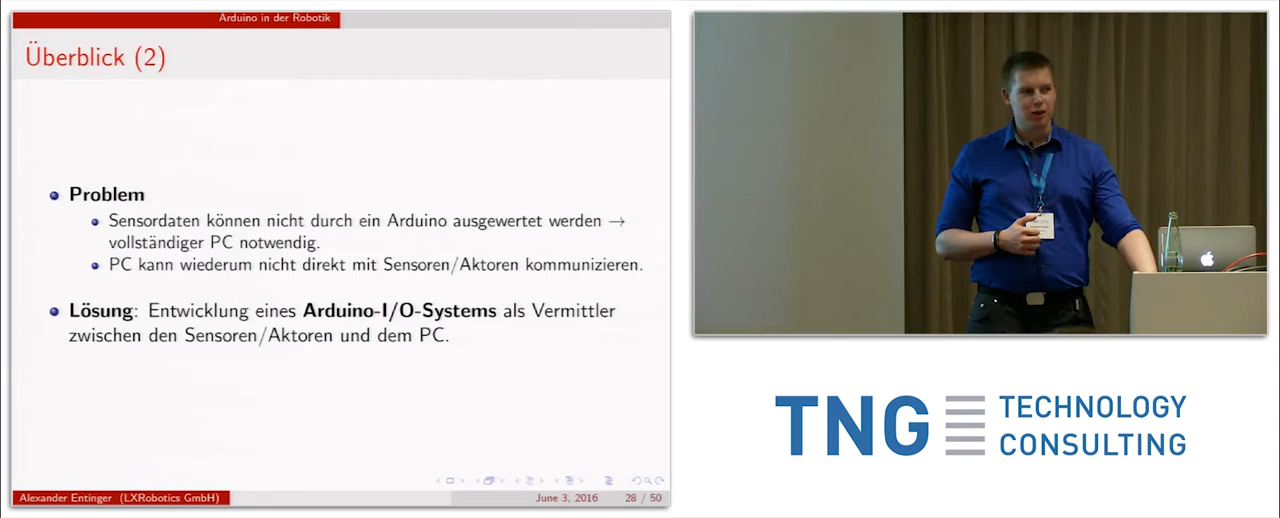 Arduino in der Robotik
Überblick (2)
Problem
Sensordaten können nicht durch ein Arduino ausgewertet werden →
vollständiger PC notwendig.
PC kann wiederum nicht direkt mit Sensoren/Aktoren kommunizieren.
Lösung: Entwicklung eines Arduino-I/O-Systems als Vermittler
zwischen den Sensoren/Aktoren und dem PC.
Alexander Entinger (LXRobotics GmbH)
June 3, 2016 28 / 50
TNG TECHNOLOGY
CONSULTING